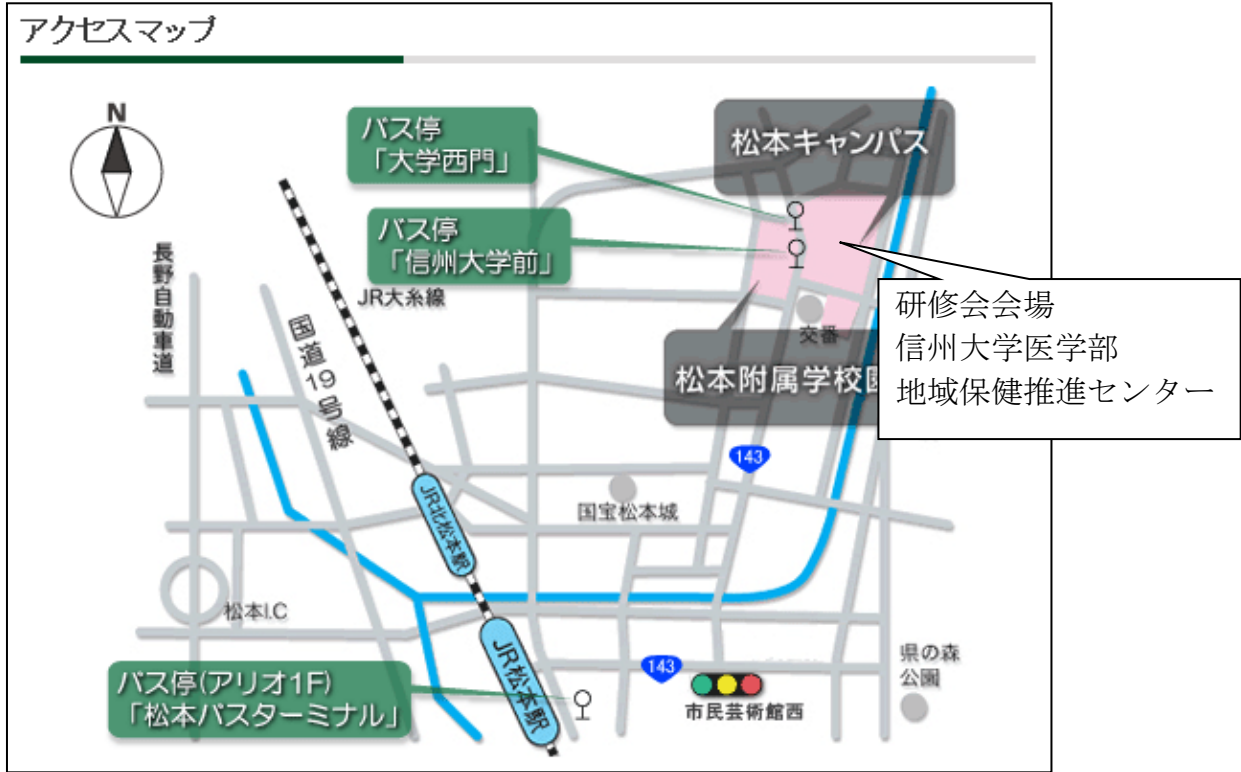 アクセスマップ
N
バス停
「大学西門」
松本キャンパス
バス停
「信州大学前」
長野自動車道
JR大糸線
国道19号線
研修会会場
信州大学医学部
地域保健推進センター
交番
松本附属学校園
143
JR北松本駅
国宝松本城
松本I.C
JR松本駅
143
県の森
公園
バス停(アリオ1F)
「松本バスターミナル」
市民芸術館西